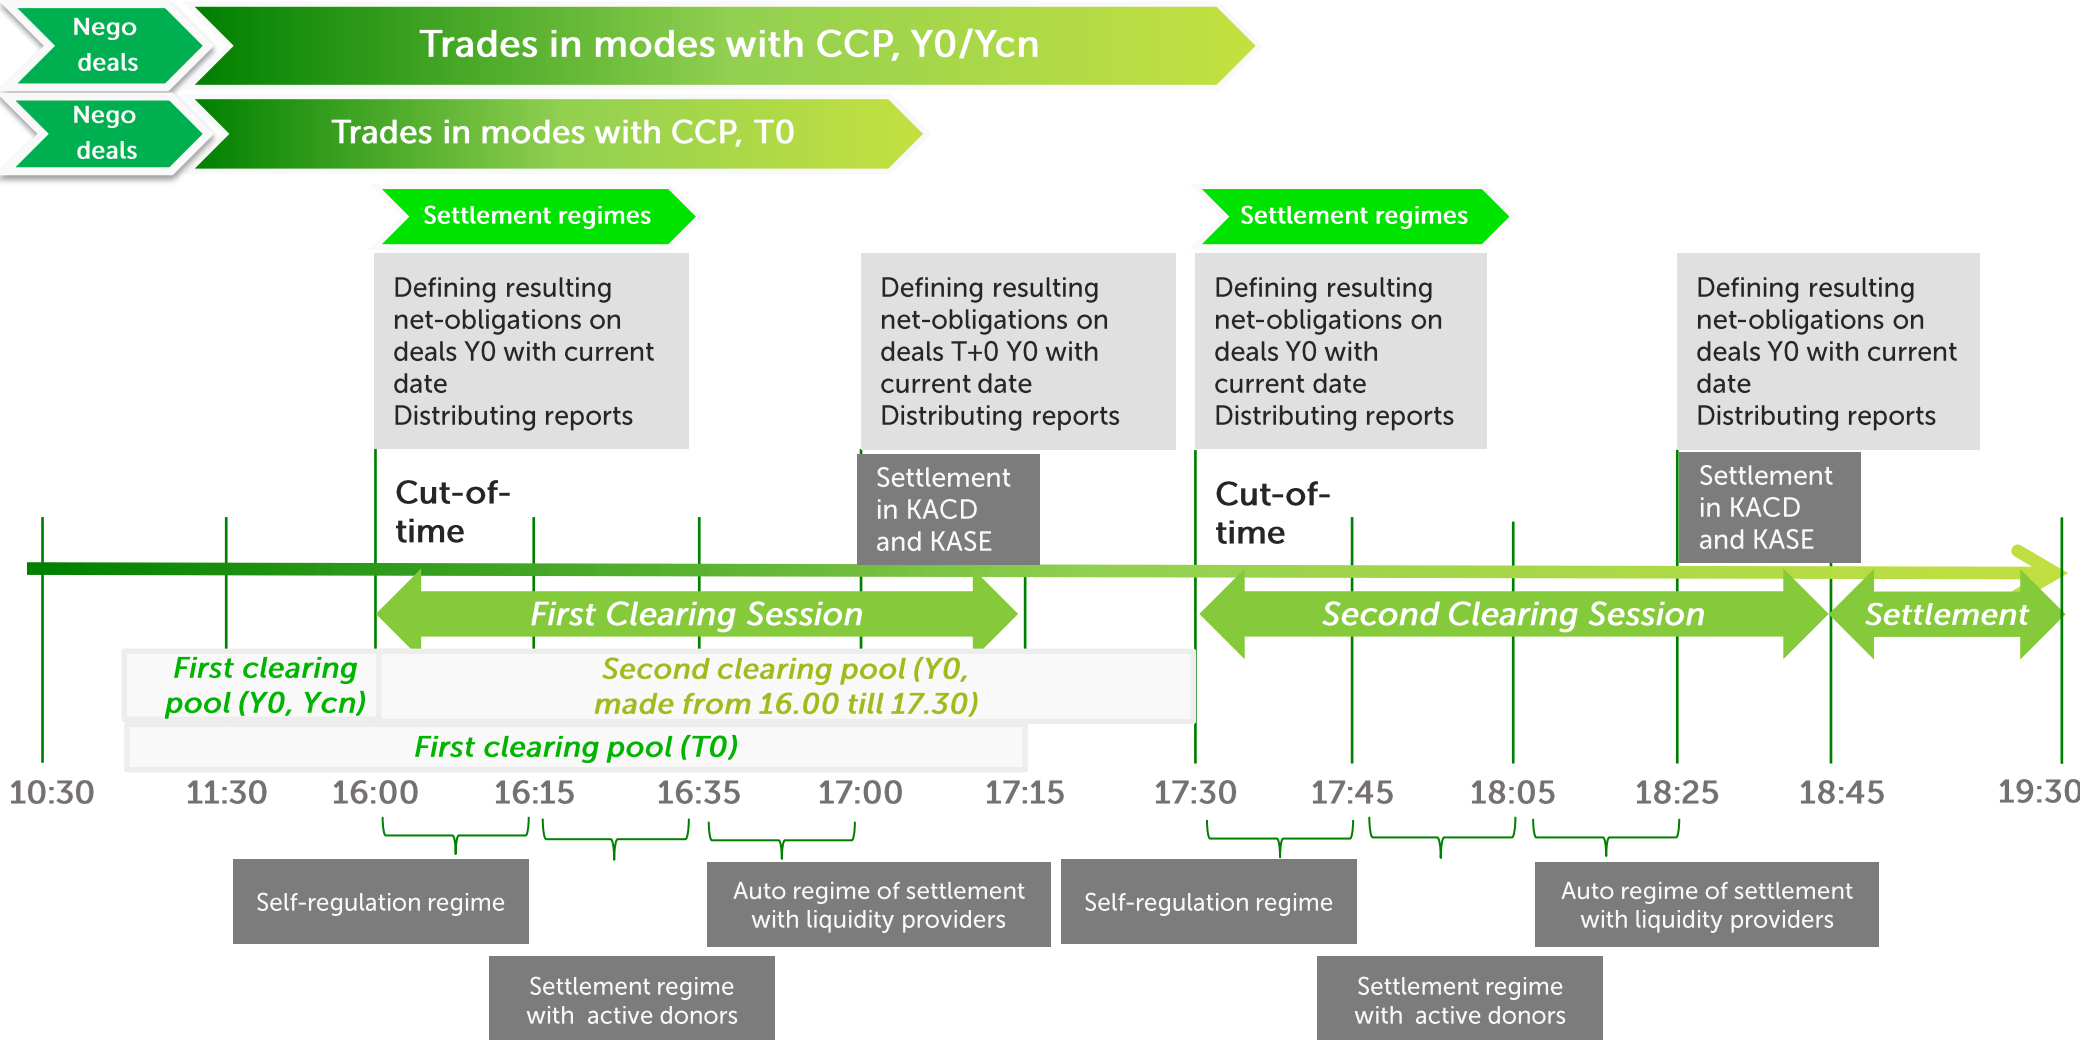 Nego
deals
Trades in modes with CCP, Y0/Ycn
Nego
deals
Trades in modes with CCP, T0
Settlement regimes
Settlement regimes
Defining resulting
net-obligations on
deals Y0 with current
date
Distributing reports
Defining resulting
net-obligations on
deals T+0 Y0 with
current date
Distributing reports
Defining resulting
net-obligations on
deals Y0 with
current date
Distributing reports
Defining resulting
net-obligations on
deals Y0 with current
date
Distributing reports
Cut-of-
time
Settlement
in KACD
and KASE
Cut-of-
time
Settlement
in KACD
and KASE
First Clearing Session
Second Clearing Session
Settlement
First clearing
pool (Y0, Ycn)
Second clearing pool (Y0,
made from 16.00 till 17.30)
First clearing pool (T0)
10:30
11:30
16:00
16:15
16:35
17:00
17:15
17:30
17:45
18:05
18:25
18:45
19:30
Self-regulation regime
Auto regime of settlement
with liquidity providers
Self-regulation regime
Auto regime of settlement
with liquidity providers
Settlement regime
with active donors
Settlement regime
with active donors